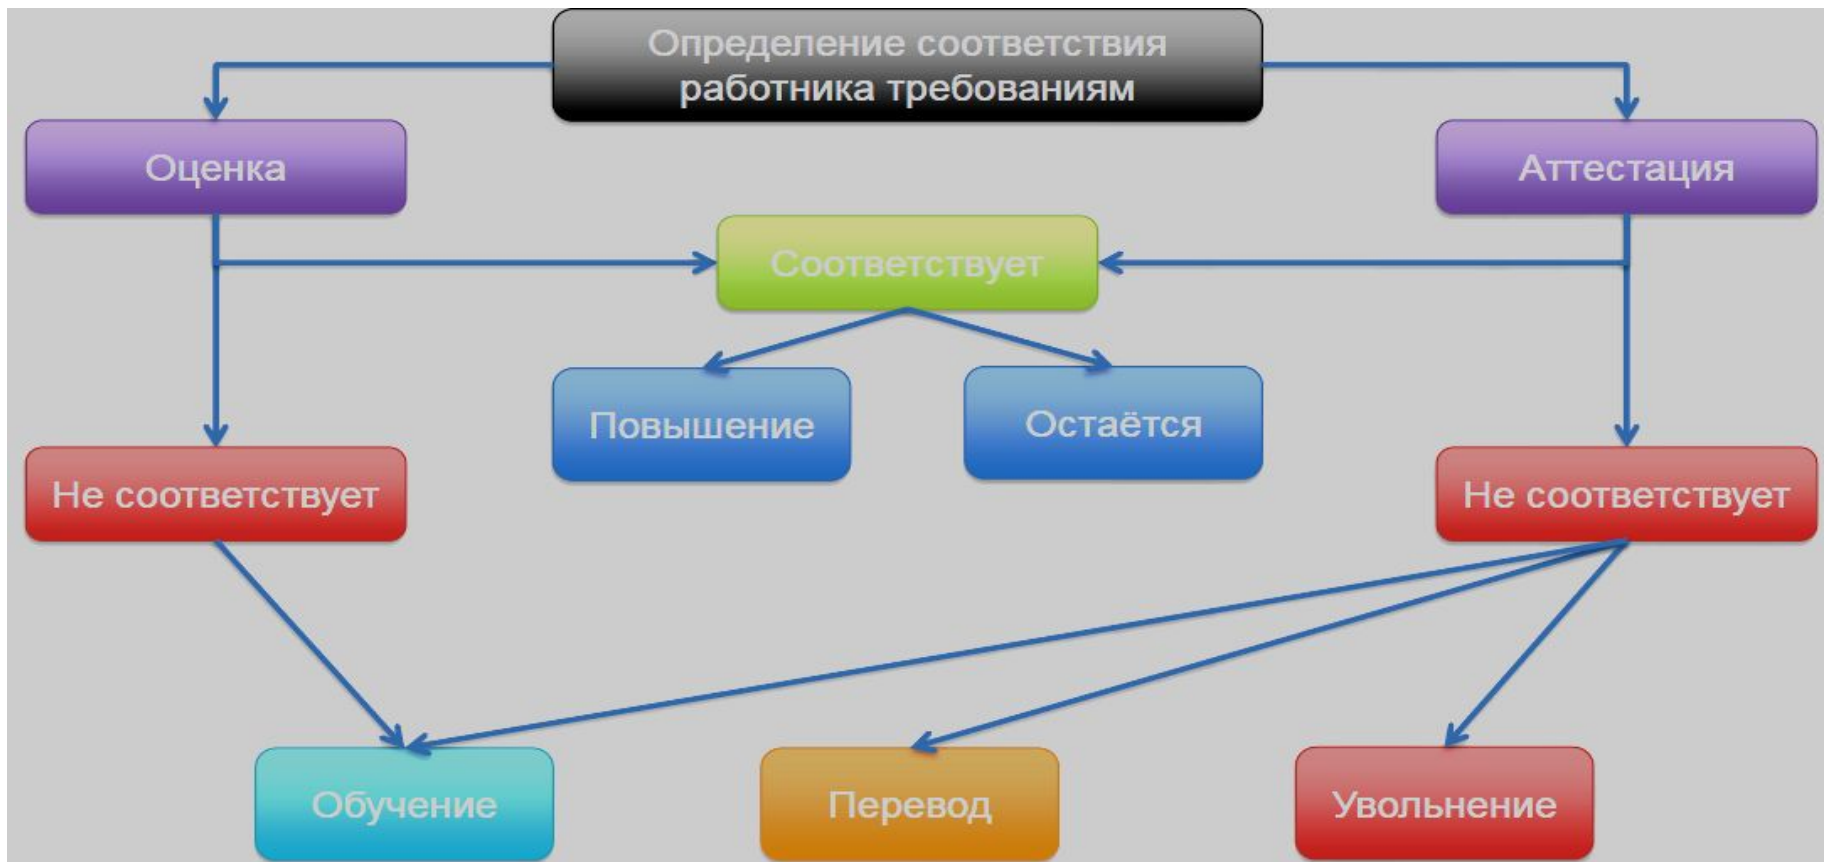 Определение соответствия
работника требованиям
Оценка
Аттестация
Соответствует
Повышение
Остаётся
Не соответствует
Не соответствует
Обучение
Перевод
Увольнение